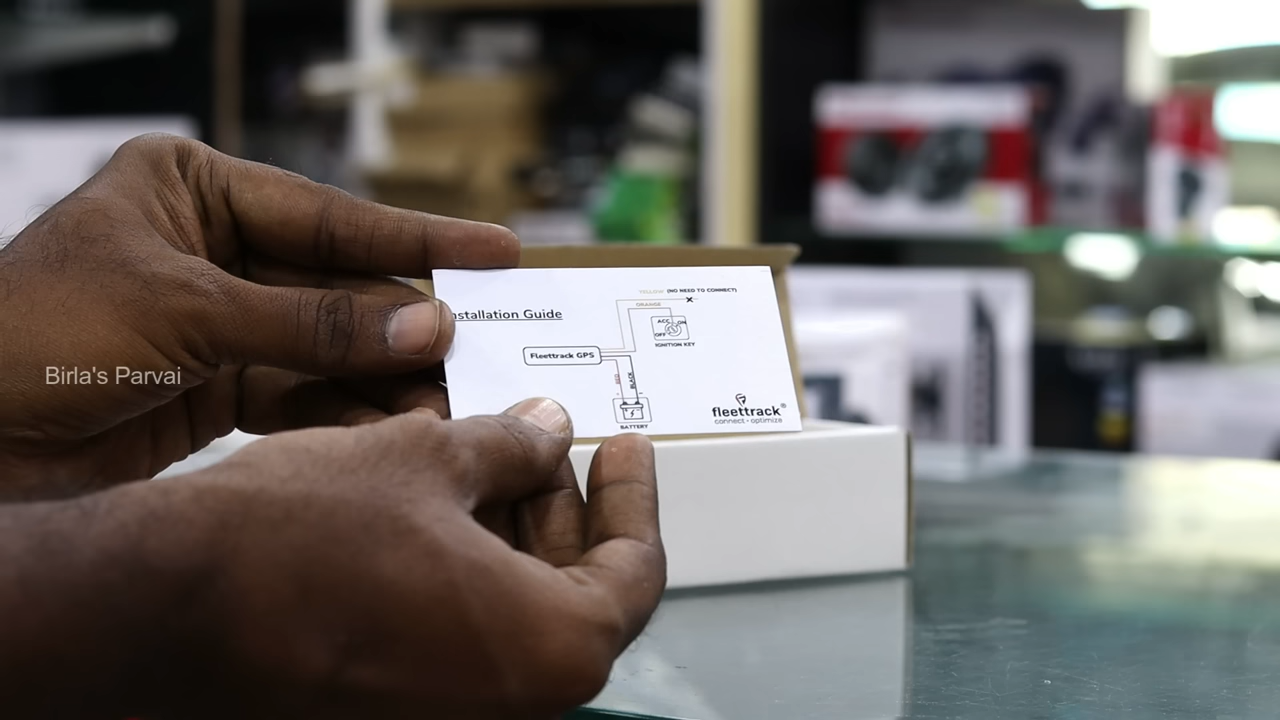 YELLOW (NO NEED TO CONNECT)
ORANGE
nstallation Guide
ACC
ON
OFF
IGNITION KEY
Fleettrack GPS
RED
BLACK
BATTERY
fleettrack®
connect - optimize
Birla's Parvai